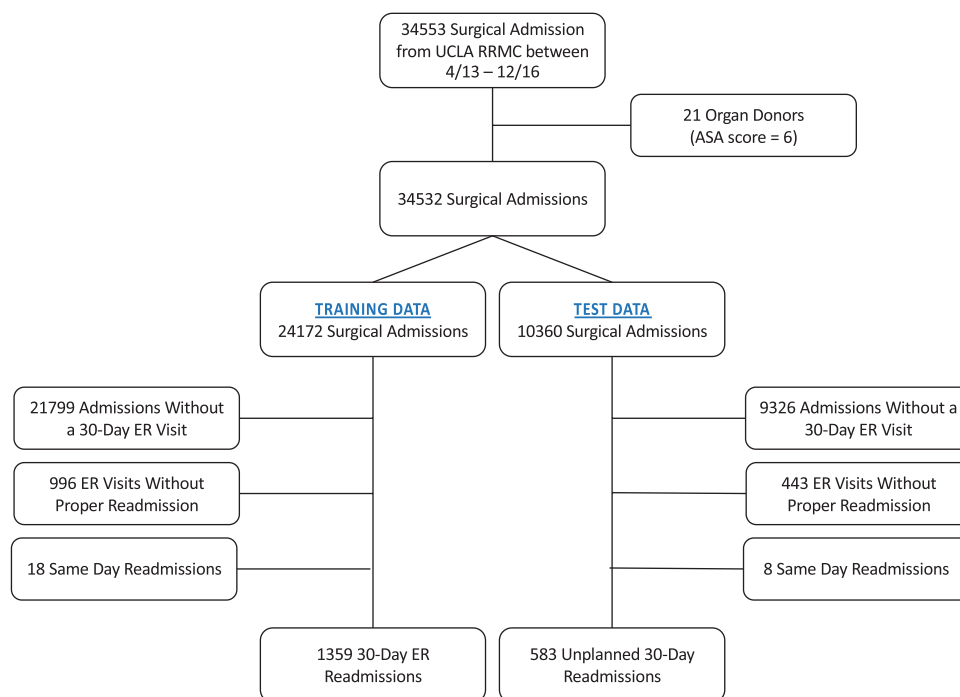 34553 Surgical Admission
from UCLA RRMC between
4/13 – 12/16
21 Organ Donors
(ASA score = 6)
34532 Surgical Admissions
TRAINING DATA
24172 Surgical Admissions
TEST DATA
10360 Surgical Admissions
21799 Admissions Without
a 30-Day ER Visit
9326 Admissions Without a
30-Day ER Visit
996 ER Visits Without
Proper Readmission
443 ER Visits Without
Proper Readmission
18 Same Day Readmissions
8 Same Day Readmissions
1359 30-Day ER
Readmissions
583 Unplanned 30-Day
Readmissions